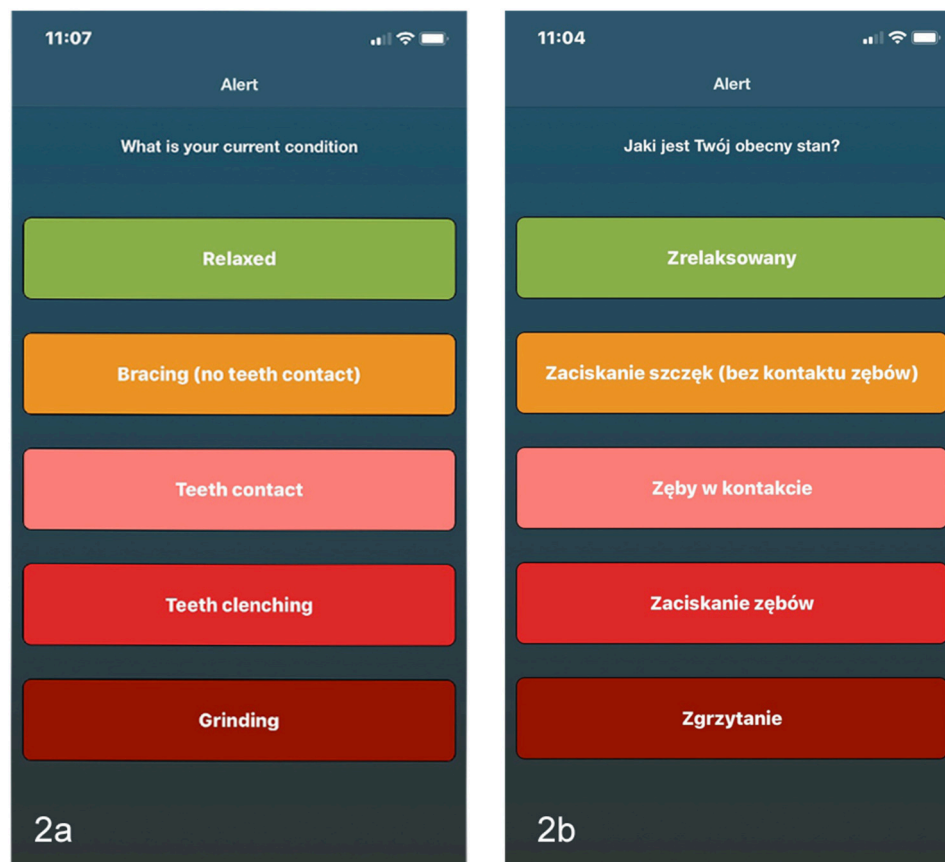 11:07
Alert
What is your current condition
Relaxed
Bracing (no teeth contact)
Teeth contact
Teeth clenching
Grinding
2a
11:04
Alert
Jaki jest Twój obecny stan?
Zrelaksowany
Zaciskanie szczęk (bez kontaktu zębów)
Zęby w kontakcie
Zaciskanie zębów
Zgrzytanie
2b